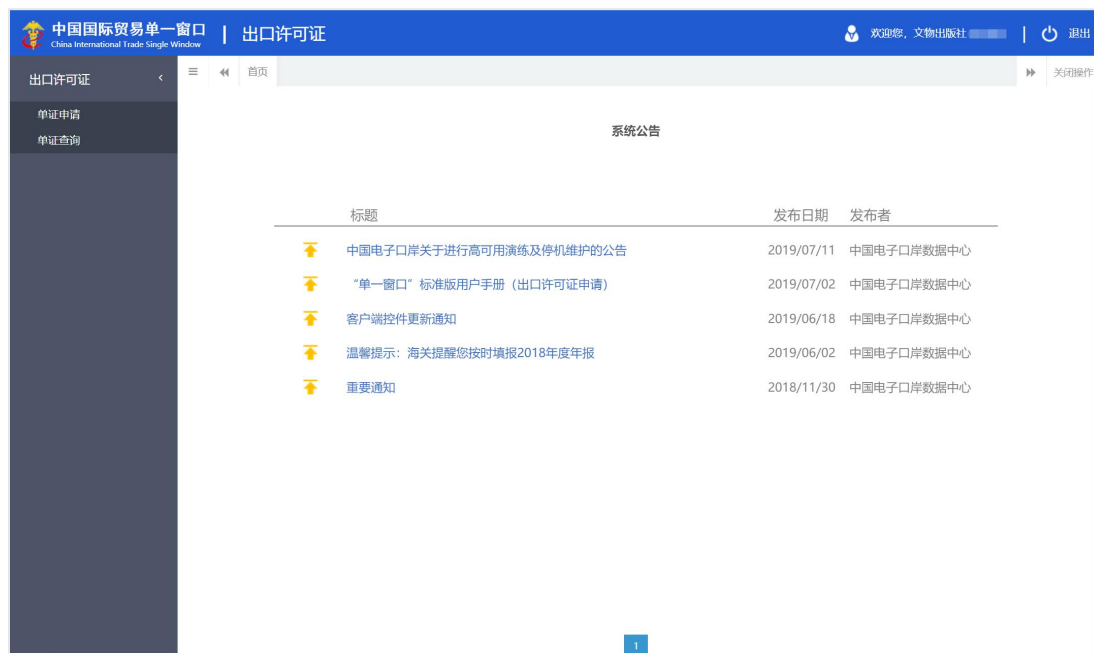 中国国际贸易单一窗口 | 出口许可证
China International Trade Single Window
欢迎您，文物出版社 | 退出
出口许可证
首页
关闭操作
单证申请
单证查询
系统公告
标题 发布日期 发布者
中国电子口岸关于进行高可用演练及停机维护的公告 2019/07/11 中国电子口岸数据中心
“单一窗口”标准版用户手册（出口许可证申请） 2019/07/02 中国电子口岸数据中心
客户端控件更新通知 2019/06/18 中国电子口岸数据中心
温馨提示：海关提醒您按时填报2018年度年报 2019/06/02 中国电子口岸数据中心
重要通知 2018/11/30 中国电子口岸数据中心
1